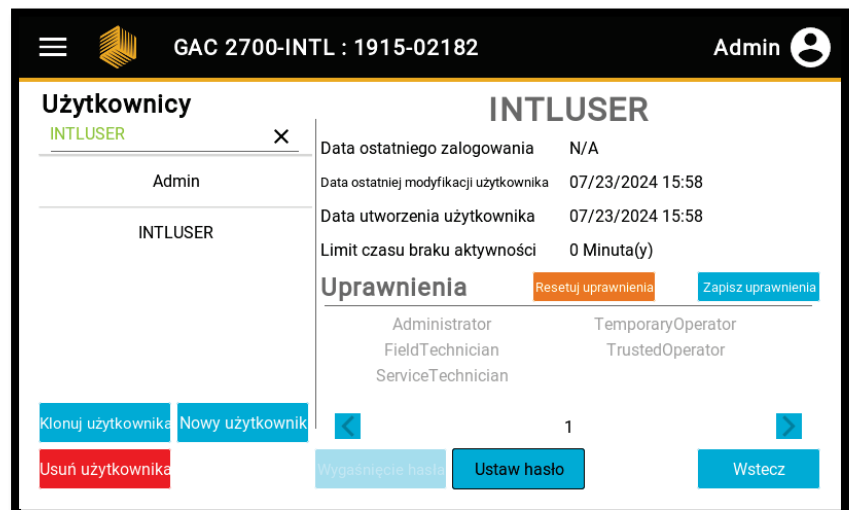 GAC 2700-INTL : 1915-02182
Admin
Użytkownicy
INTLUSER
Admin
INTLUSER
Klonuj użytkownika
Nowy użytkownik
Usuń użytkownika
INTLUSER
Data ostatniego zalogowania N/A
Data ostatniej modyfikacji użytkownika 07/23/2024 15:58
Data utworzenia użytkownika 07/23/2024 15:58
Limit czasu braku aktywności 0 Minuta(y)
Uprawnienia
Resetuj uprawnienia
Zapisz uprawnienia
Administrator TemporaryOperator
FieldTechnician TrustedOperator
ServiceTechnician
1
Wygaśnięcie hasła
Ustaw hasło
Wstecz